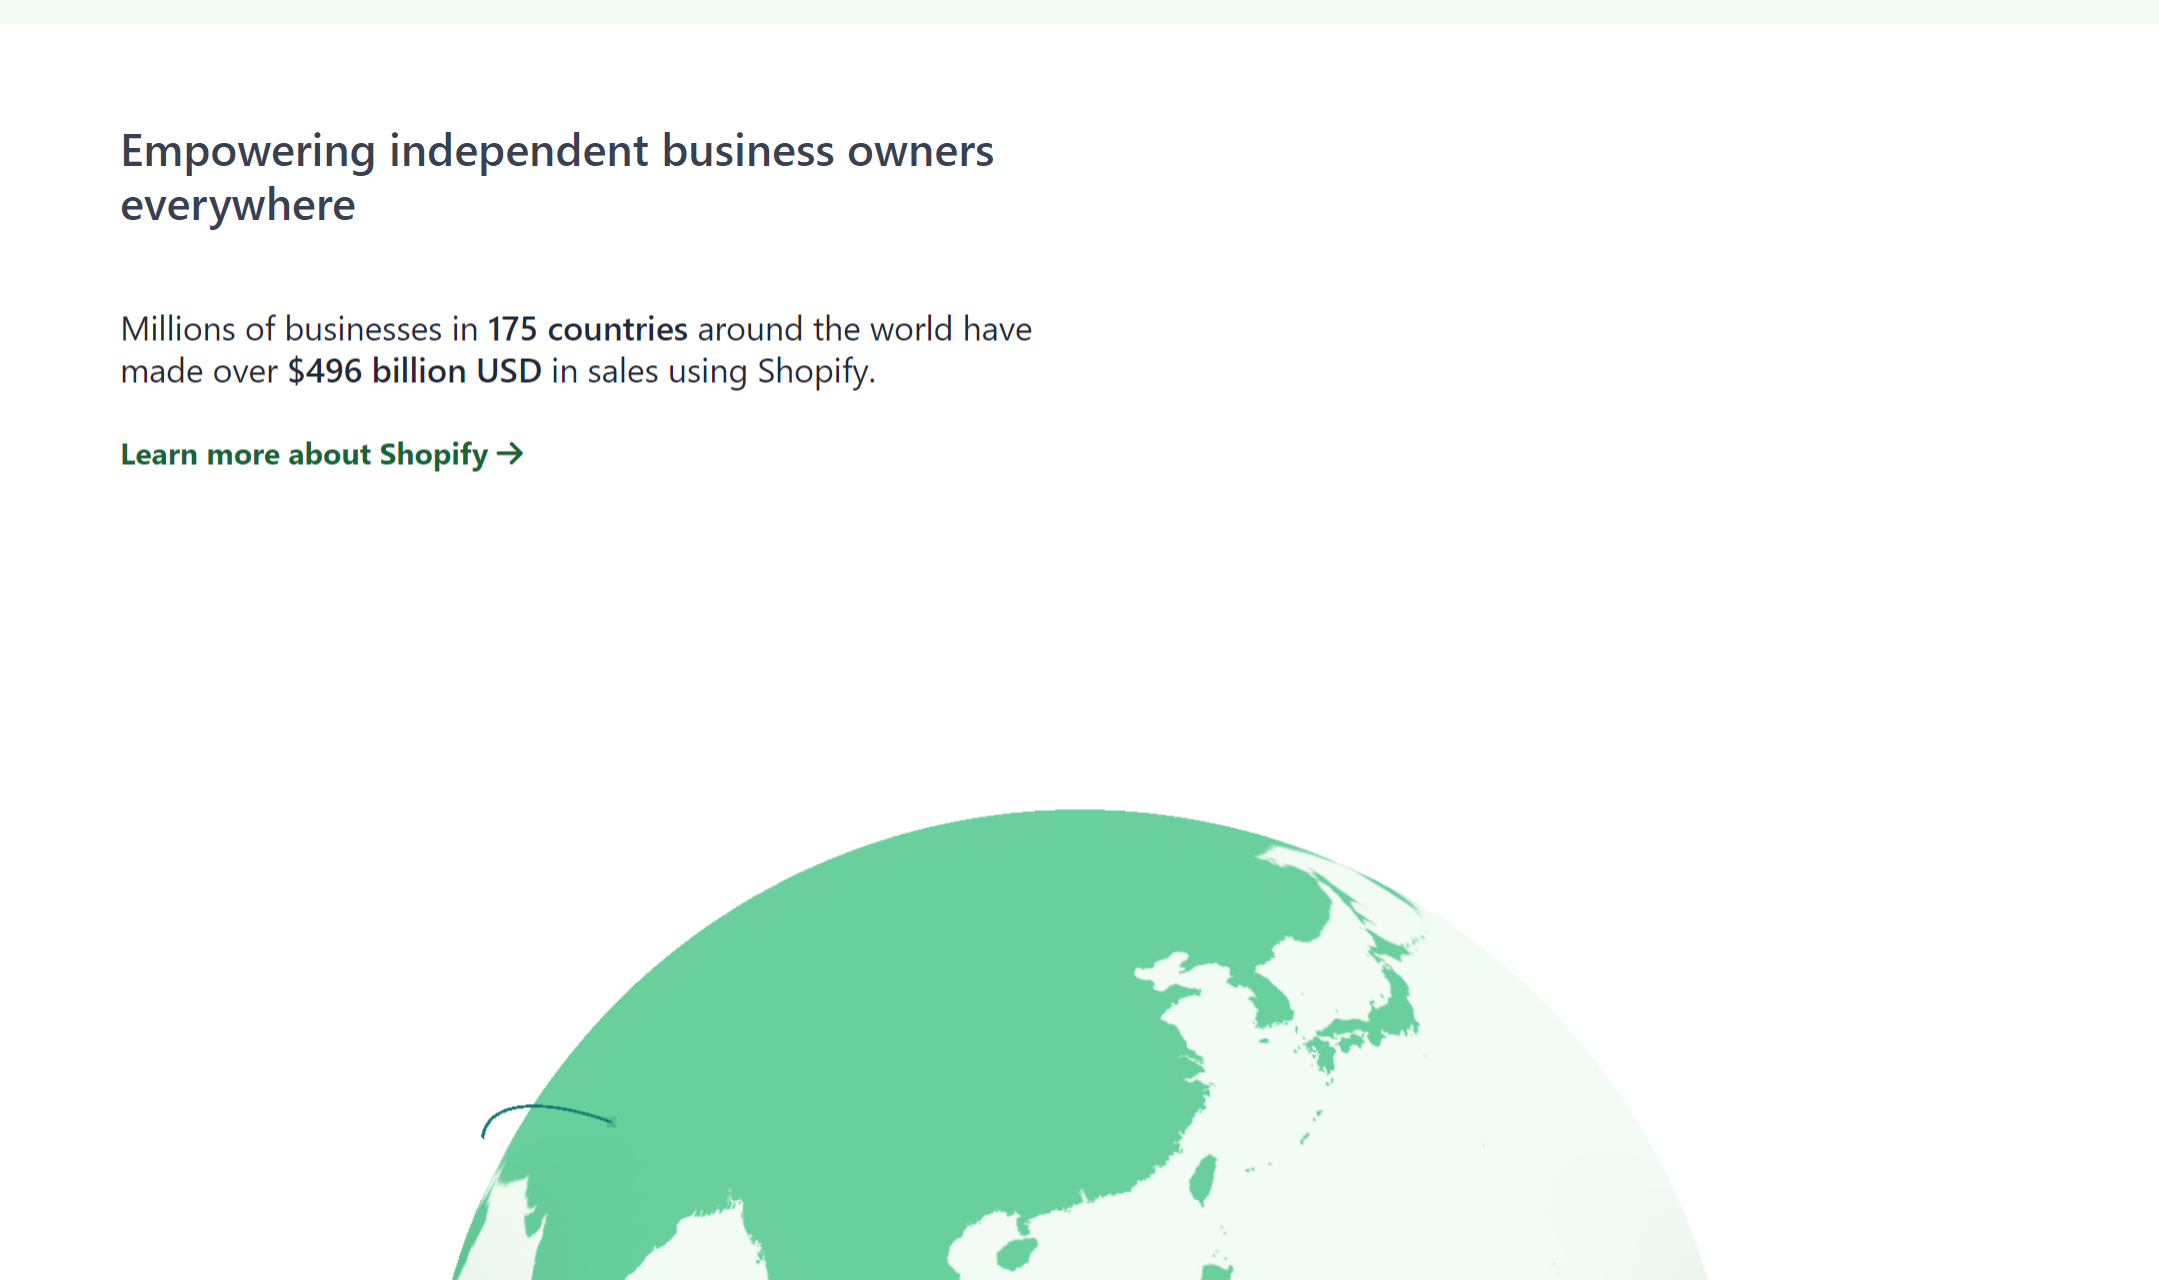 Empowering independent business owners
everywhere
Millions of businesses in 175 countries around the world have
made over $496 billion USD in sales using Shopify.
Learn more about Shopify →